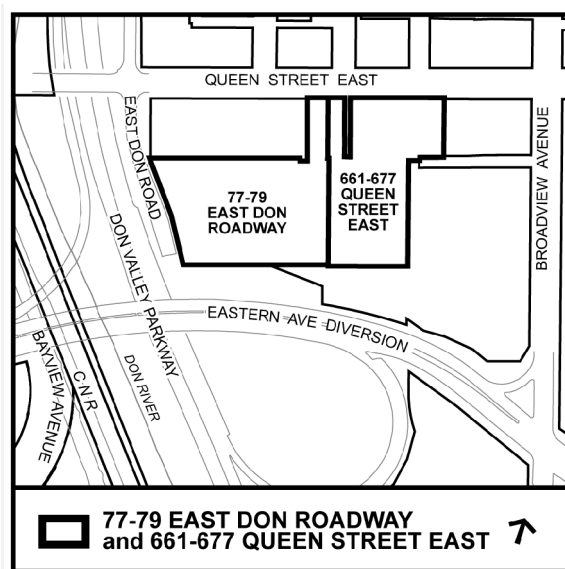 QUEEN STREET EAST
EAST DON ROAD
BROADVIEW AVENUE
661-677
QUEEN
STREET
EAST
77-79
EAST DON
ROADWAY
DON VALLEY PARKWAY
EASTERN AVE DIVERSION
BAYVIEW AVENUE
C N R
DON RIVER
77-79 EAST DON ROADWAY
and 661-677 QUEEN STREET EAST